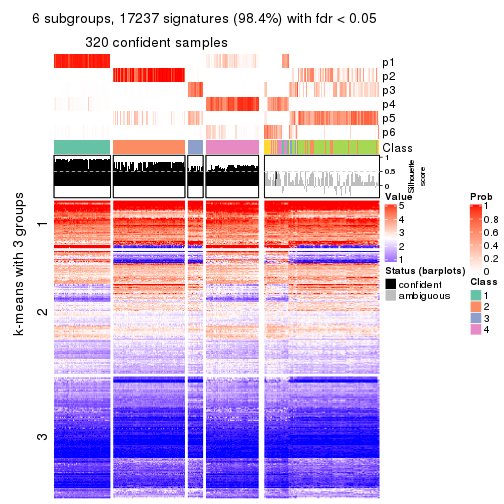 6 subgroups, 17237 signatures (98.4%) with fdr < 0.05
320 confident samples
p1
p2
p3
p4
p5
p6
Class
1
0.5
0
Silhouette
score
k-means with 3 groups
1
2
3
Value
5
4
3
2
1
Status (barplots)
confident
ambiguous
Prob
1
0.8
0.6
0.4
0.2
0
Class
1
2
3
4